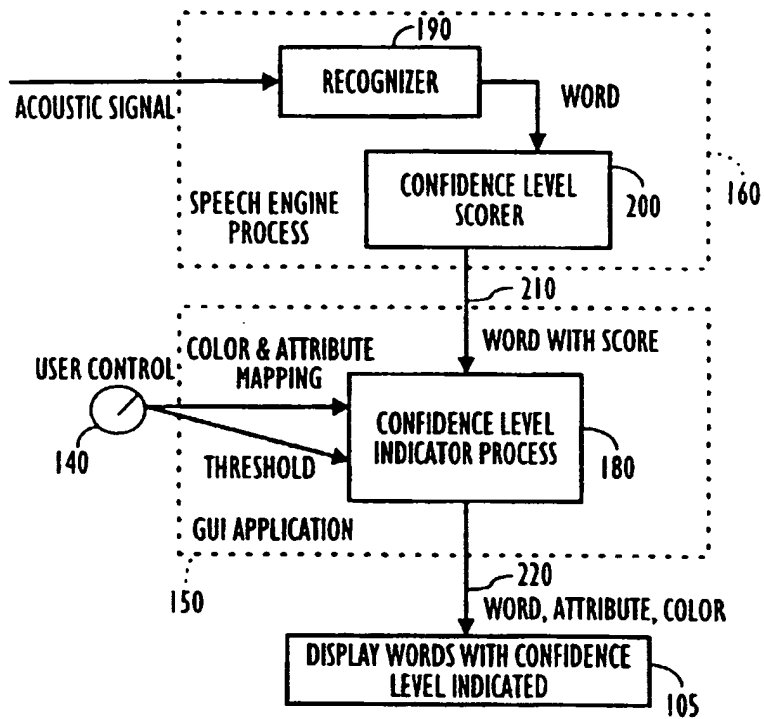 190
RECOGNIZER
ACOUSTIC SIGNAL
WORD
CONFIDENCE LEVEL
SCORER
200
160
SPEECH ENGINE
PROCESS
210
WORD WITH SCORE
COLOR & ATTRIBUTE
MAPPING
USER CONTROL
140
THRESHOLD
CONFIDENCE LEVEL
INDICATOR PROCESS
180
GUI APPLICATION
150
220
WORD, ATTRIBUTE, COLOR
DISPLAY WORDS WITH CONFIDENCE
LEVEL INDICATED
105